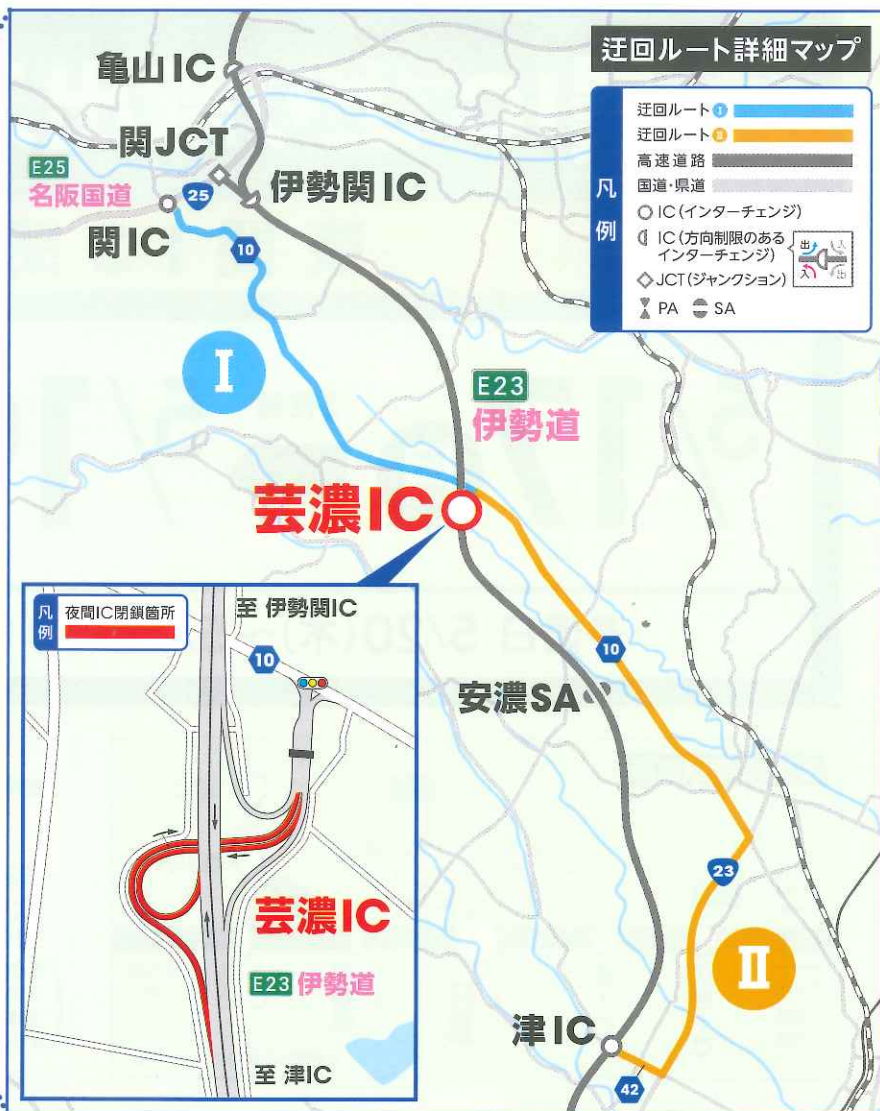 迂回ルート詳細マップ
凡例
迂回ルートⅠ
迂回ルートⅡ
高速道路
国道・県道
IC(インターチェンジ)
IC(方向制限のある
インターチェンジ)
出 入
入 出
JCT(ジャンクション)
PA SA
亀山IC
関JCT
E25
名阪国道
25
伊勢関IC
関IC
10
Ⅰ
E23
伊勢道
芸濃IC
10
安濃SA
23
Ⅱ
津IC
42
凡例
夜間IC閉鎖箇所
至 伊勢関IC
10
芸濃IC
E23 伊勢道
至 津IC